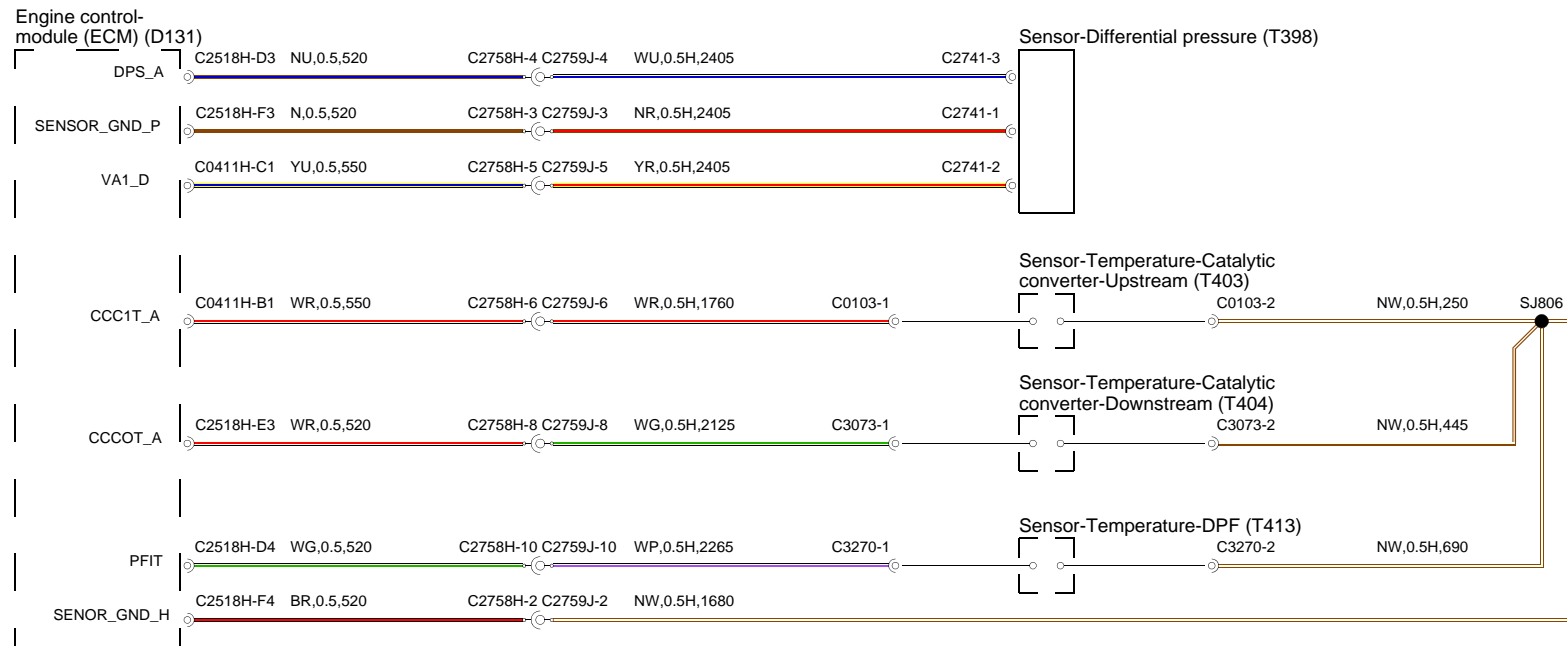 Engine control-
module (ECM) (D131)
Sensor-Differential pressure (T398)
DPS_A C2518H-D3 NU,0.5,520 C2758H-4 C2759J-4 WU,0.5H,2405 C2741-3
SENSOR_GND_P C2518H-F3 N,0.5,520 C2758H-3 C2759J-3 NR,0.5H,2405 C2741-1
VA1_D C0411H-C1 YU,0.5,550 C2758H-5 C2759J-5 YR,0.5H,2405 C2741-2
Sensor-Temperature-Catalytic
converter-Upstream (T403)
CCC1T_A C0411H-B1 WR,0.5,550 C2758H-6 C2759J-6 WR,0.5H,1760 C0103-1 C0103-2 NW,0.5H,250 SJ806
Sensor-Temperature-Catalytic
converter-Downstream (T404)
CCCOT_A C2518H-E3 WR,0.5,520 C2758H-8 C2759J-8 WG,0.5H,2125 C3073-1 C3073-2 NW,0.5H,445
Sensor-Temperature-DPF (T413)
PFIT C2518H-D4 WG,0.5,520 C2758H-10 C2759J-10 WP,0.5H,2265 C3270-1 C3270-2 NW,0.5H,690
SENOR_GND_H C2518H-F4 BR,0.5,520 C2758H-2 C2759J-2 NW,0.5H,1680